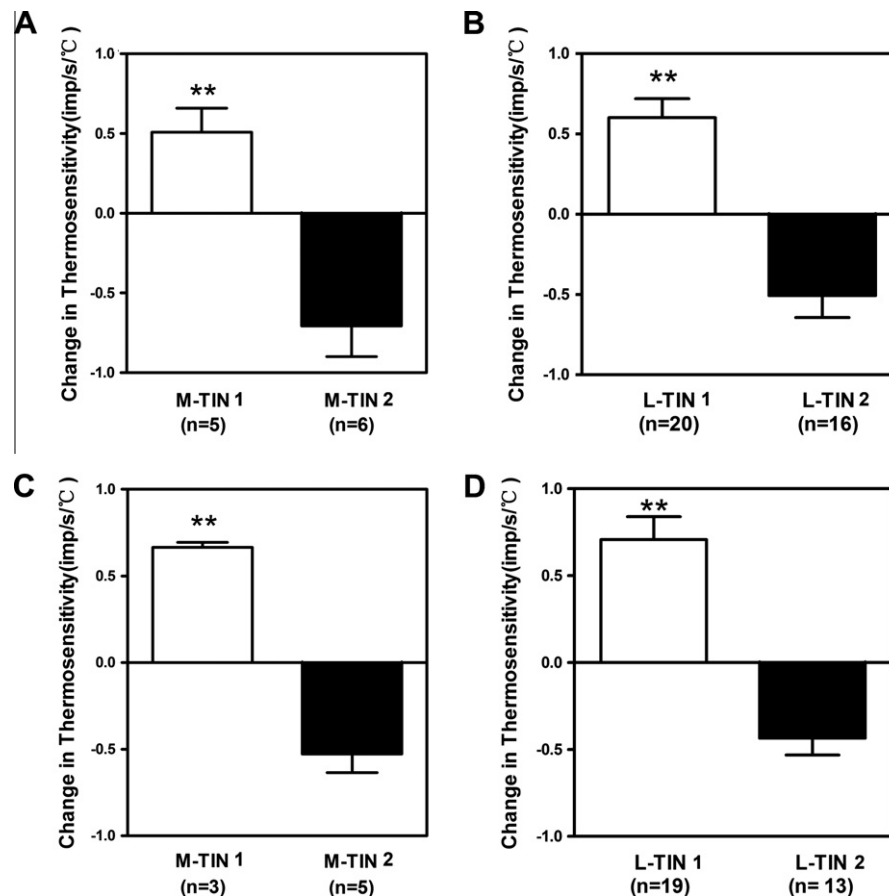 A
Change in Thermosensitivity(imp/s/℃)
1.0
0.5
0.0
-0.5
-1.0
**
M-TIN 1
(n=5)
M-TIN 2
(n=6)
B
Change in Thermosensitivity(imp/s/℃)
1.0
0.5
0.0
-0.5
-1.0
**
L-TIN 1
(n=20)
L-TIN 2
(n=16)
C
Change in Thermosensitivity(imp/s/℃)
1.0
0.5
0.0
-0.5
-1.0
**
M-TIN 1
(n=3)
M-TIN 2
(n=5)
D
Change in Thermosensitivity(imp/s/℃)
1.0
0.5
0.0
-0.5
-1.0
**
L-TIN 1
(n=19)
L-TIN 2
(n= 13)